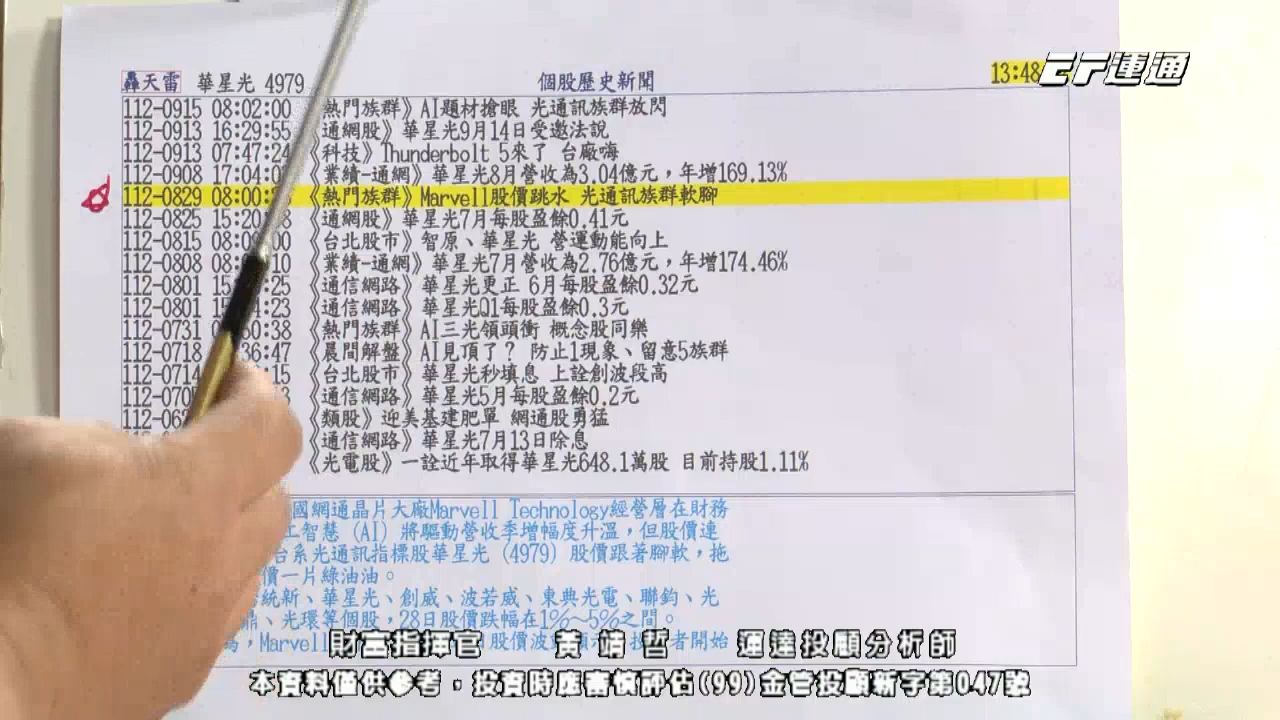 轟天雷 華星光 4979 個股歷史新聞 13:48
運通
112-0915 08:02:00 《熱門族群》AI題材搶眼 光通訊族群放閃
112-0913 16:29:55 《通網股》華星光9月14日受邀法說
112-0913 07:47:24 《科技》Thunderbolt 5來了 台廠嗨
112-0908 17:04:0 《業績-通網》華星光8月營收為3.04億元，年增169.13%
112-0829 08:00: 《熱門族群》Marvell股價跳水 光通訊族群軟腳
112-0825 15:20: 《通網股》華星光7月每股盈餘0.41元
112-0815 08:0 :00 《台北股市》智原、華星光 營運動能向上
112-0808 08: :10 《業績-通網》華星光7月營收為2.76億元，年增174.46%
112-0801 15: :25 《通信網路》華星光更正 6月每股盈餘0.32元
112-0801 15: 4:23 《通信網路》華星光Q1每股盈餘0.3元
112-0731 0 :38 《熱門族群》AI三光領頭衝 概念股同樂
112-0718 36:47 《晨間解盤》AI見頂了？ 防止1現象、留意5族群
112-0714 :15 《台北股市》華星光秒填息 上詮創波段高
112-070 3 《通信網路》華星光5月每股盈餘0.2元
112-06 《類股》迎美基建肥單 網通股勇猛
《通信網路》華星光7月13日除息
《光電股》一詮近年取得華星光648.1萬股 目前持股1.11%
國網通晶片大廠Marvell Technology經營層在財務
工智慧 (AI) 將驅動營收季增幅度升溫，但股價連
台系光通訊指標股華星光 (4979) 股價跟著腳軟，拖
價一片綠油油。
統新、華星光、創威、波若威、東典光電、聯鈞、光
鼎、光環等個股，28日股價跌幅在1%～5%之間。
，Marvell 股價波 者開始
財富指揮官 黃靖哲 運達投顧分析師
本資料僅供參考，投資時應審慎評估(99)金管投顧新字第047號